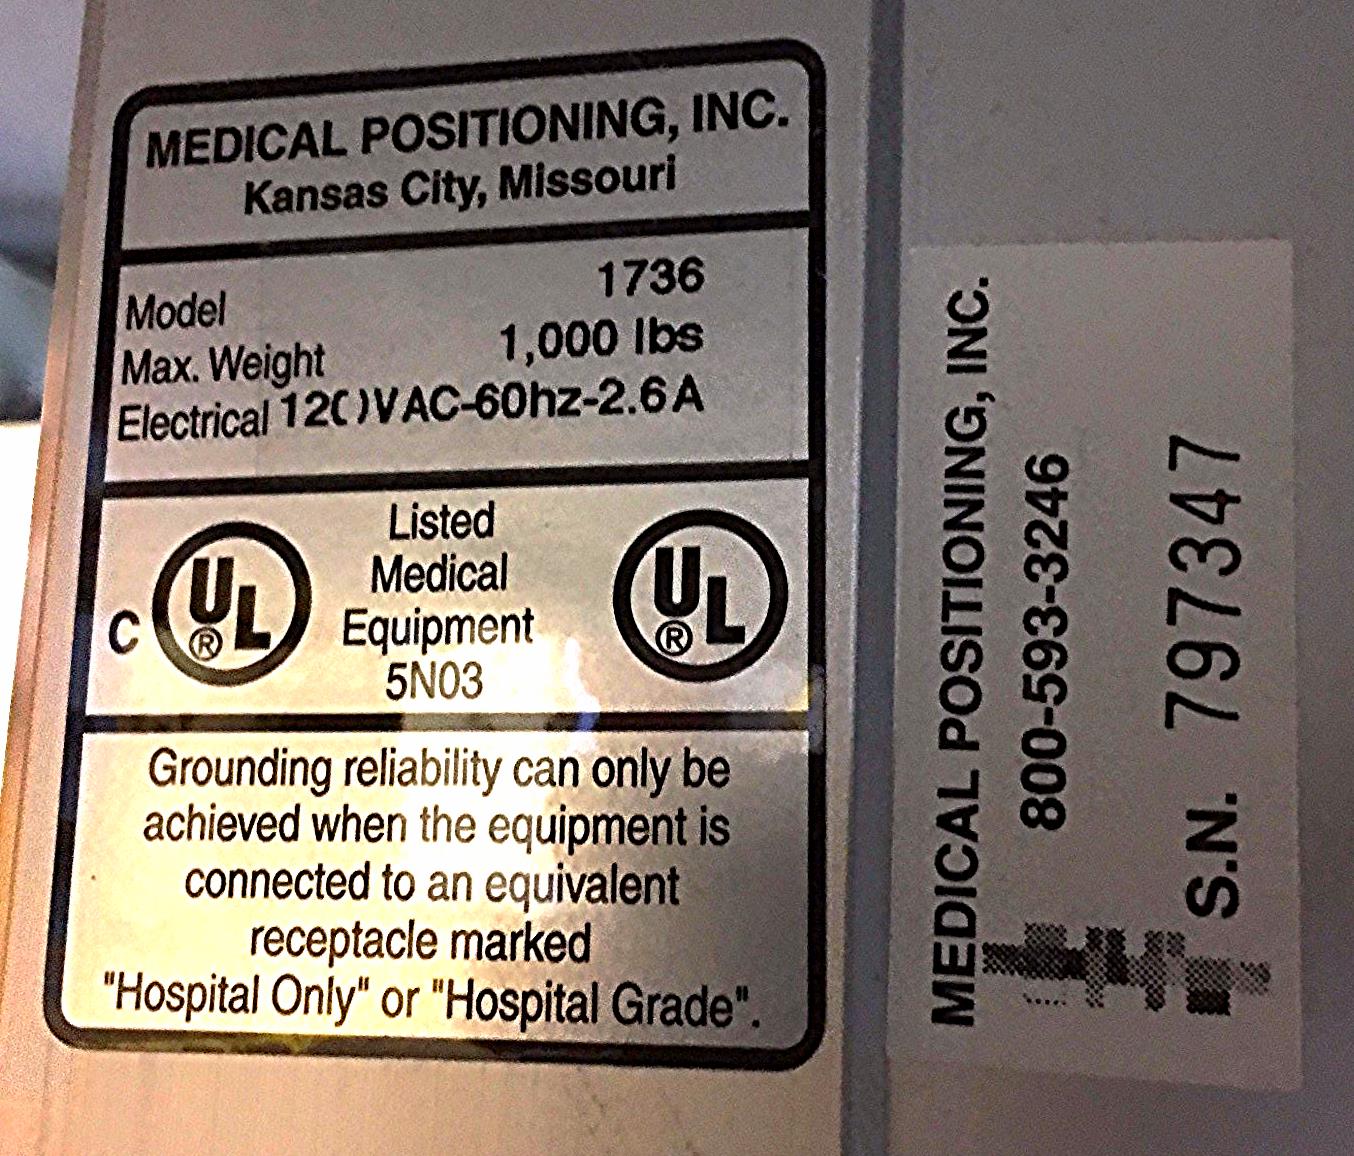 MEDICAL POSITIONING, INC.
Kansas City, Missouri
Model 1736
Max. Weight 1,000 lbs
Electrical 120VAC-60hz-2.6A
C UL ® Listed UL ®
Medical
Equipment
5N03
Grounding reliability can only be
achieved when the equipment is
connected to an equivalent
receptacle marked
"Hospital Only" or "Hospital Grade".
MEDICAL POSITIONING, INC.
800-593-3246
S.N. 797347